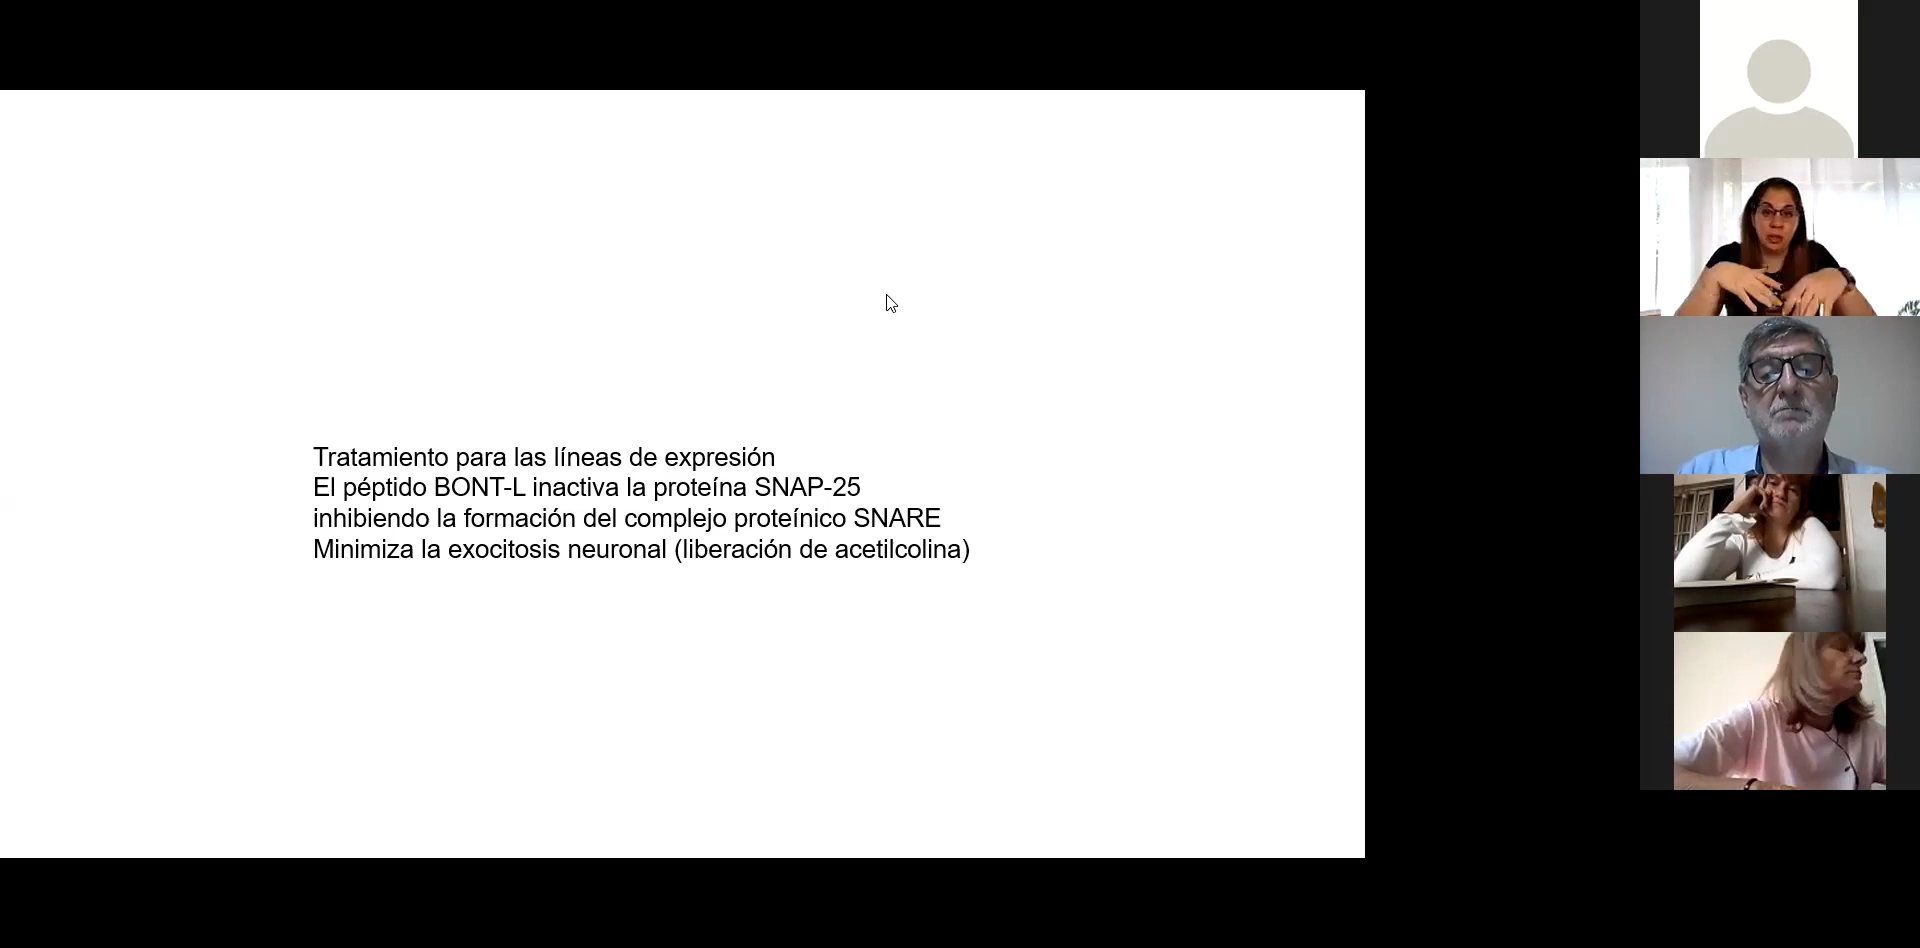 Tratamiento para las líneas de expresión
El péptido BONT-L inactiva la proteína SNAP-25
inhibiendo la formación del complejo proteínico SNARE
Minimiza la exocitosis neuronal (liberación de acetilcolina)